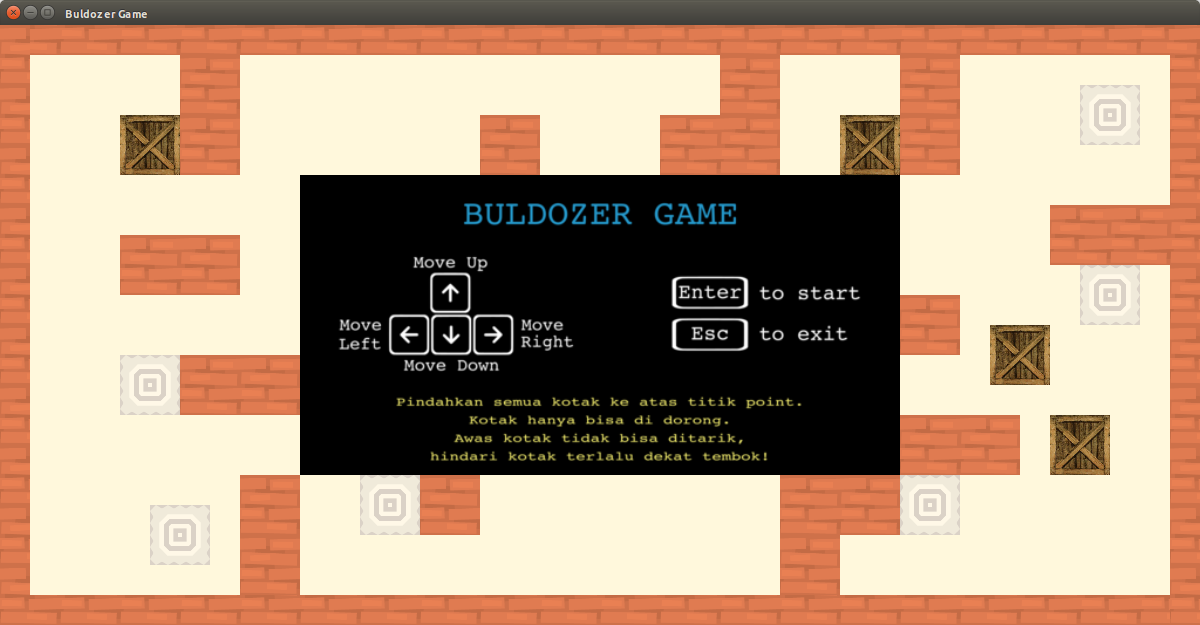 Buldozer Game
BULDOZER GAME
Move Up
Move
Left
Move
Right
Move Down
Enter to start
Esc to exit
Pindahkan semua kotak ke atas titik point.
Kotak hanya bisa di dorong.
Awas kotak tidak bisa ditarik,
hindari kotak terlalu dekat tembok!